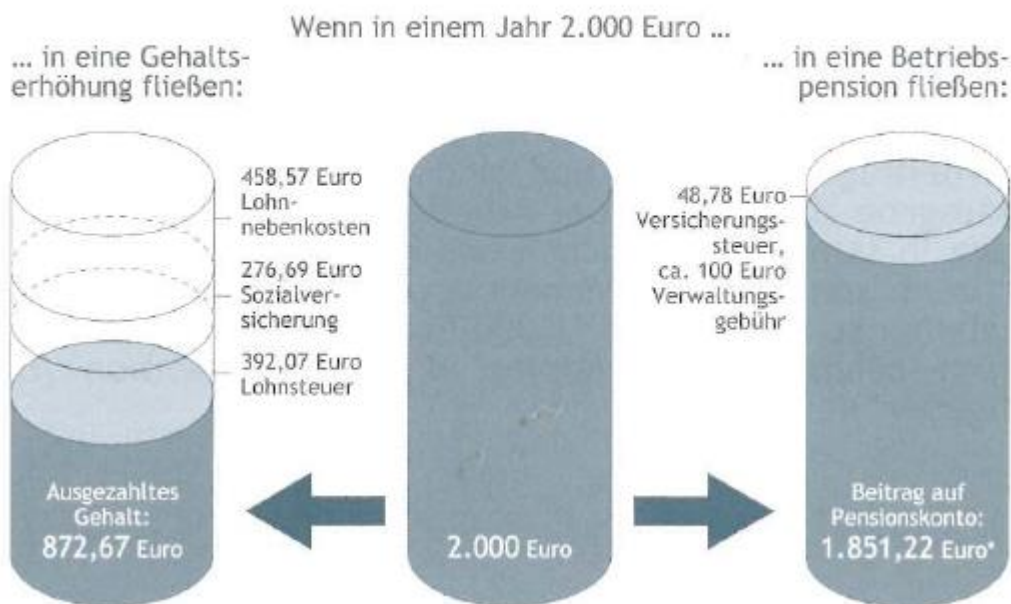 Wenn in einem Jahr 2.000 Euro ...
... in eine Gehalts-
erhöhung fließen:
... in eine Betriebs-
pension fließen:
458,57 Euro
Lohn-
nebenkosten
276,69 Euro
Sozialver-
sicherung
392,07 Euro
Lohnsteuer
48,78 Euro
Versicherungs-
steuer,
ca. 100 Euro
Verwaltungs-
gebühr
Ausgezahltes
Gehalt:
872,67 Euro
2.000 Euro
Beitrag auf
Pensionskonto:
1.851,22 Euro*